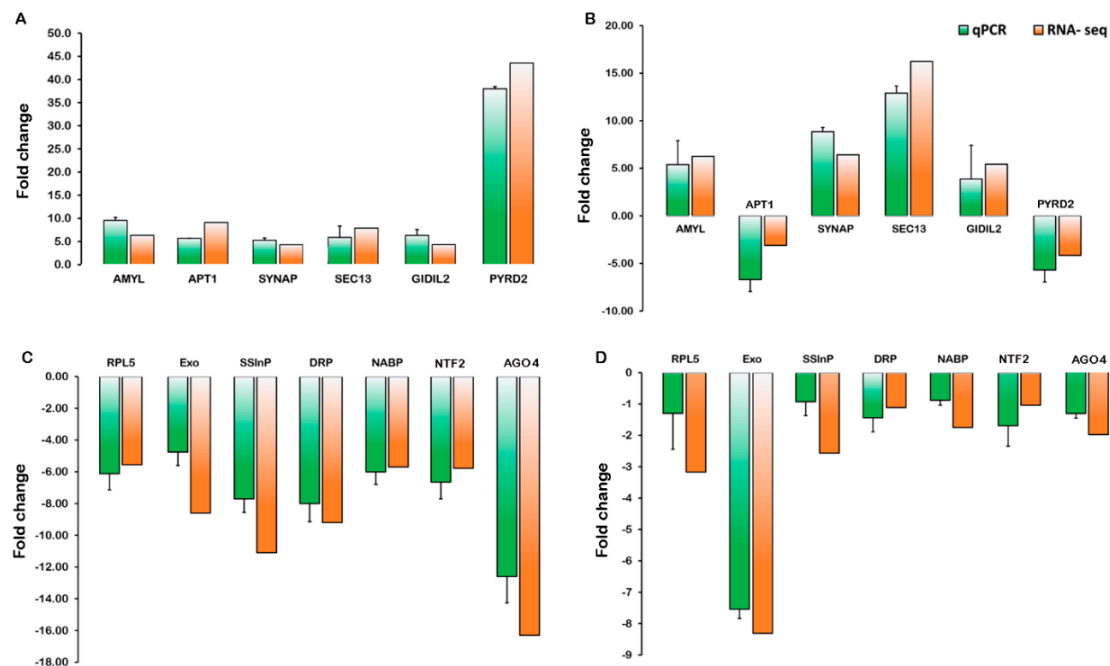 A
50.0
45.0
40.0
35.0
30.0
25.0
20.0
15.0
10.0
5.0
0.0
Fold change
AMYL APT1 SYNAP SEC13 GIDIL2 PYRD2
B
qPCR RNA- seq
20.00
15.00
10.00
5.00
0.00
-5.00
-10.00
Fold change
APT1 PYRD2
AMYL SYNAP SEC13 GIDIL2
C
RPL5 Exo SSInP DRP NABP NTF2 AGO4
0.00
-2.00
-4.00
-6.00
-8.00
-10.00
-12.00
-14.00
-16.00
-18.00
Fold change
D
RPL5 Exo SSInP DRP NABP NTF2 AGO4
0
-1
-2
-3
-4
-5
-6
-7
-8
-9
Fold change